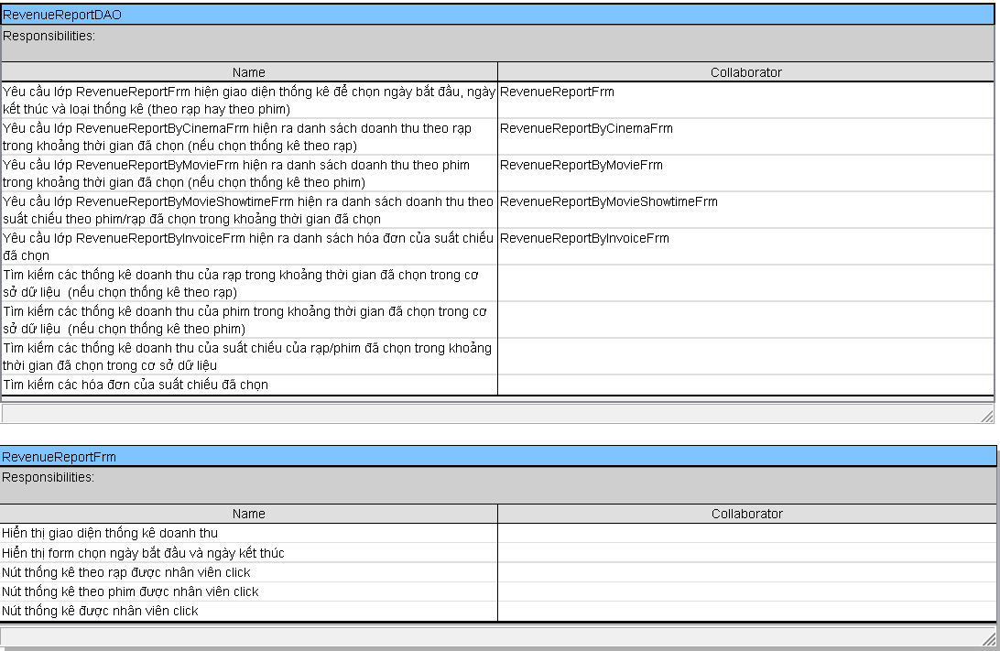 RevenueReportDAO
Responsibilities:
Name Collaborator
Yêu cầu lớp RevenueReportFrm hiện giao diện thống kê để chọn ngày bắt đầu, ngày RevenueReportFrm
kết thúc và loại thống kê (theo rạp hay theo phim)
Yêu cầu lớp RevenueReportByCinemaFrm hiện ra danh sách doanh thu theo rạp RevenueReportByCinemaFrm
trong khoảng thời gian đã chọn (nếu chọn thống kê theo rạp)
Yêu cầu lớp RevenueReportByMovieFrm hiện ra danh sách doanh thu theo phim RevenueReportByMovieFrm
trong khoảng thời gian đã chọn (nếu chọn thống kê theo phim)
Yêu cầu lớp RevenueReportByMovieShowtimeFrm hiện ra danh sách doanh thu theo RevenueReportByMovieShowtimeFrm
suất chiếu theo phim/rạp đã chọn trong khoảng thời gian đã chọn
Yêu cầu lớp RevenueReportByInvoiceFrm hiện ra danh sách hóa đơn của suất chiếu RevenueReportByInvoiceFrm
đã chọn
Tìm kiếm các thống kê doanh thu của rạp trong khoảng thời gian đã chọn trong cơ
sở dữ liệu  (nếu chọn thống kê theo rạp)
Tìm kiếm các thống kê doanh thu của phim trong khoảng thời gian đã chọn trong cơ
sở dữ liệu  (nếu chọn thống kê theo phim)
Tìm kiếm các thống kê doanh thu của suất chiếu của rạp/phim đã chọn trong khoảng
thời gian đã chọn trong cơ sở dữ liệu
Tìm kiếm các hóa đơn của suất chiếu đã chọn
RevenueReportFrm
Responsibilities:
Name Collaborator
Hiển thị giao diện thống kê doanh thu
Hiển thị form chọn ngày bắt đầu và ngày kết thúc
Nút thống kê theo rạp được nhân viên click
Nút thống kê theo phim được nhân viên click
Nút thống kê được nhân viên click